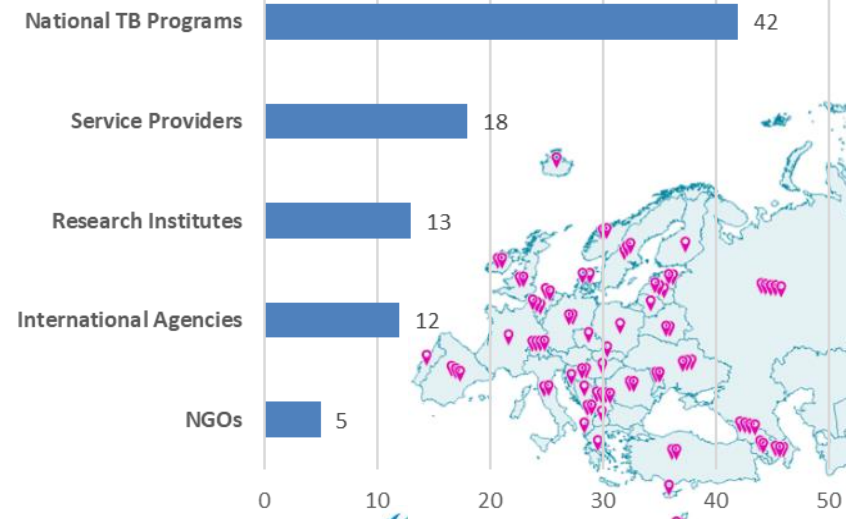 National TB Programs 42
Service Providers 18
Research Institutes 13
International Agencies 12
NGOs 5
0 10 20 30 40 50